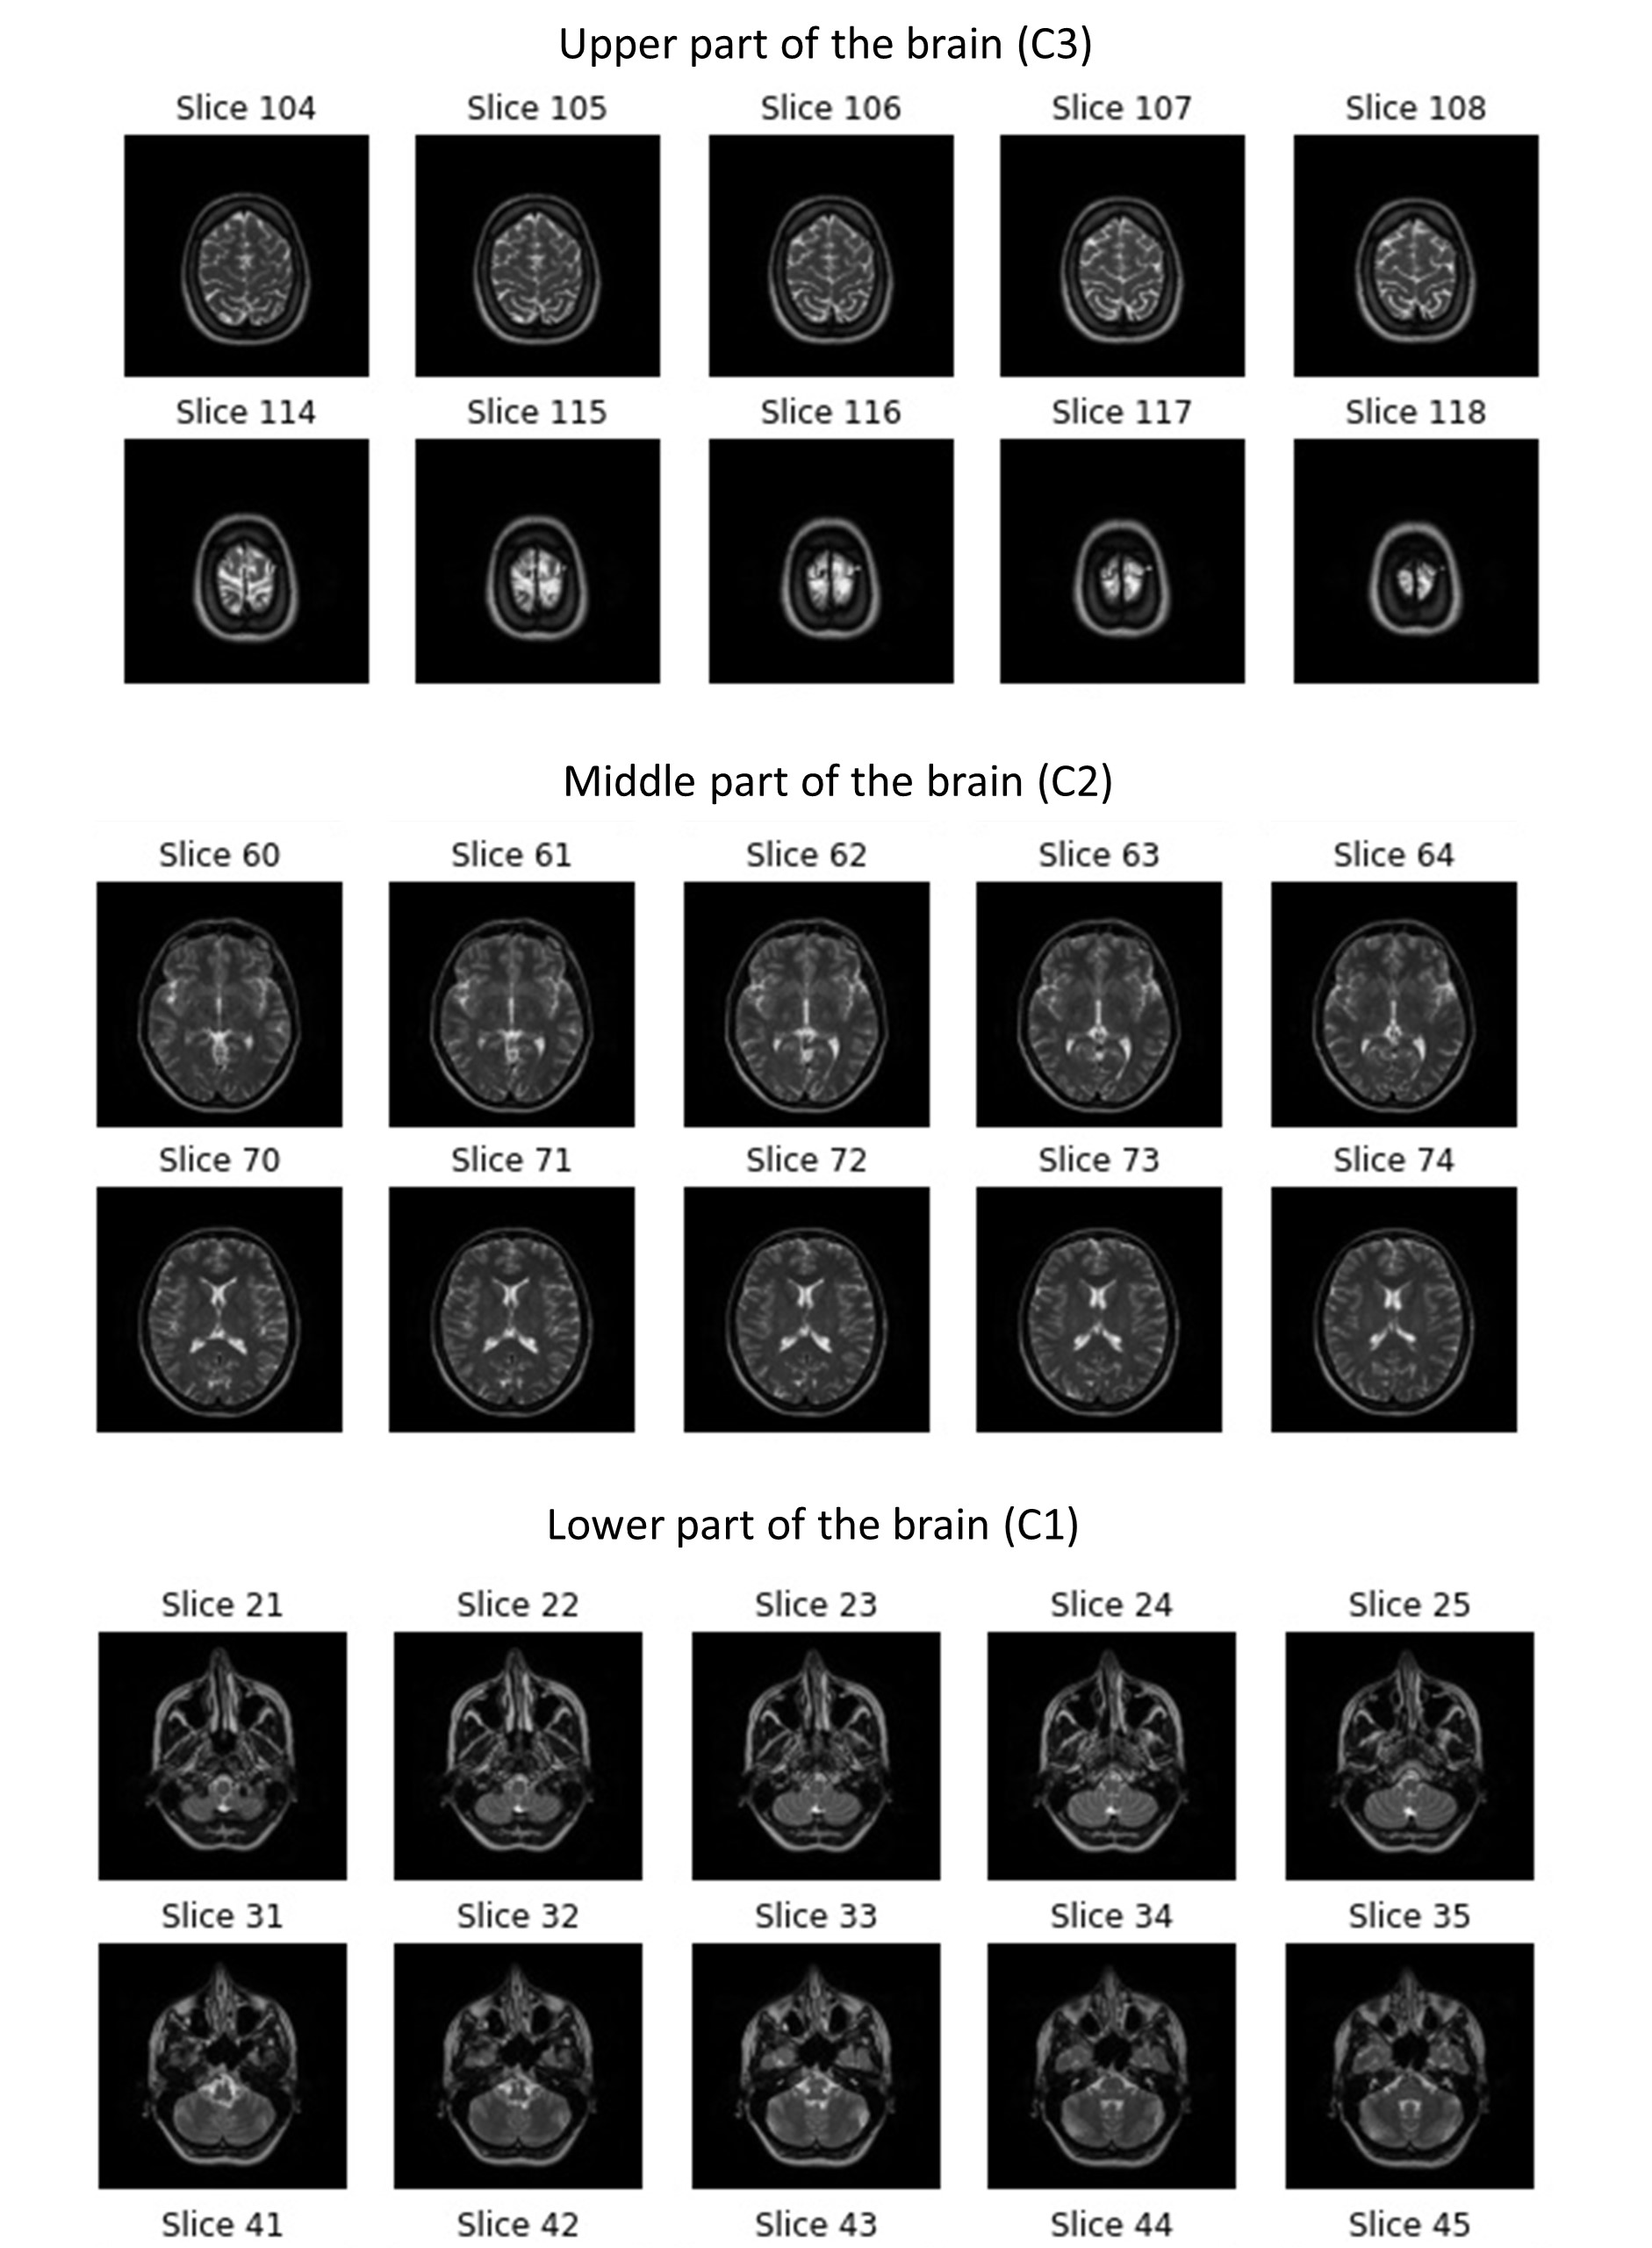 Upper part of the brain (C3)
Slice 104 Slice 105 Slice 106 Slice 107 Slice 108
Slice 114 Slice 115 Slice 116 Slice 117 Slice 118
Middle part of the brain (C2)
Slice 60 Slice 61 Slice 62 Slice 63 Slice 64
Slice 70 Slice 71 Slice 72 Slice 73 Slice 74
Lower part of the brain (C1)
Slice 21 Slice 22 Slice 23 Slice 24 Slice 25
Slice 31 Slice 32 Slice 33 Slice 34 Slice 35
Slice 41 Slice 42 Slice 43 Slice 44 Slice 45